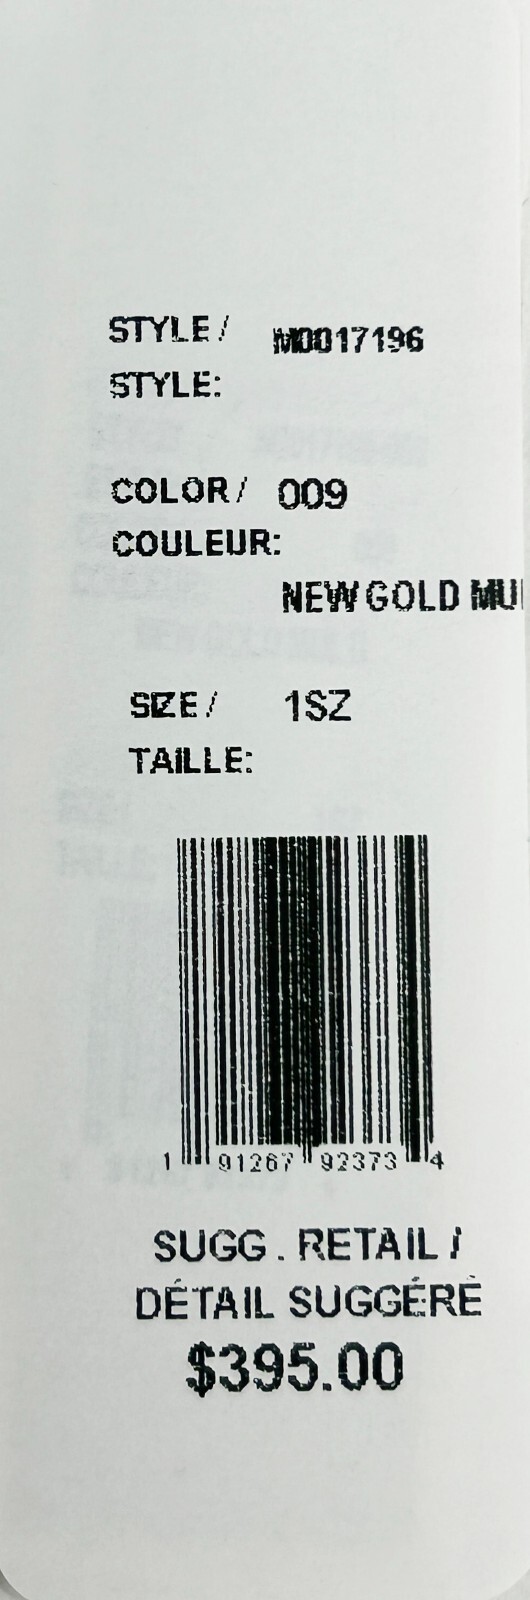 STYLE / M0017196
STYLE:
COLOR / 009
COULEUR:
NEW GOLD
SIZE / 1SZ
TAILLE:
1 91267 92373 4
SUGG. RETAIL /
DÉTAIL SUGGÉRÉ
$395.00